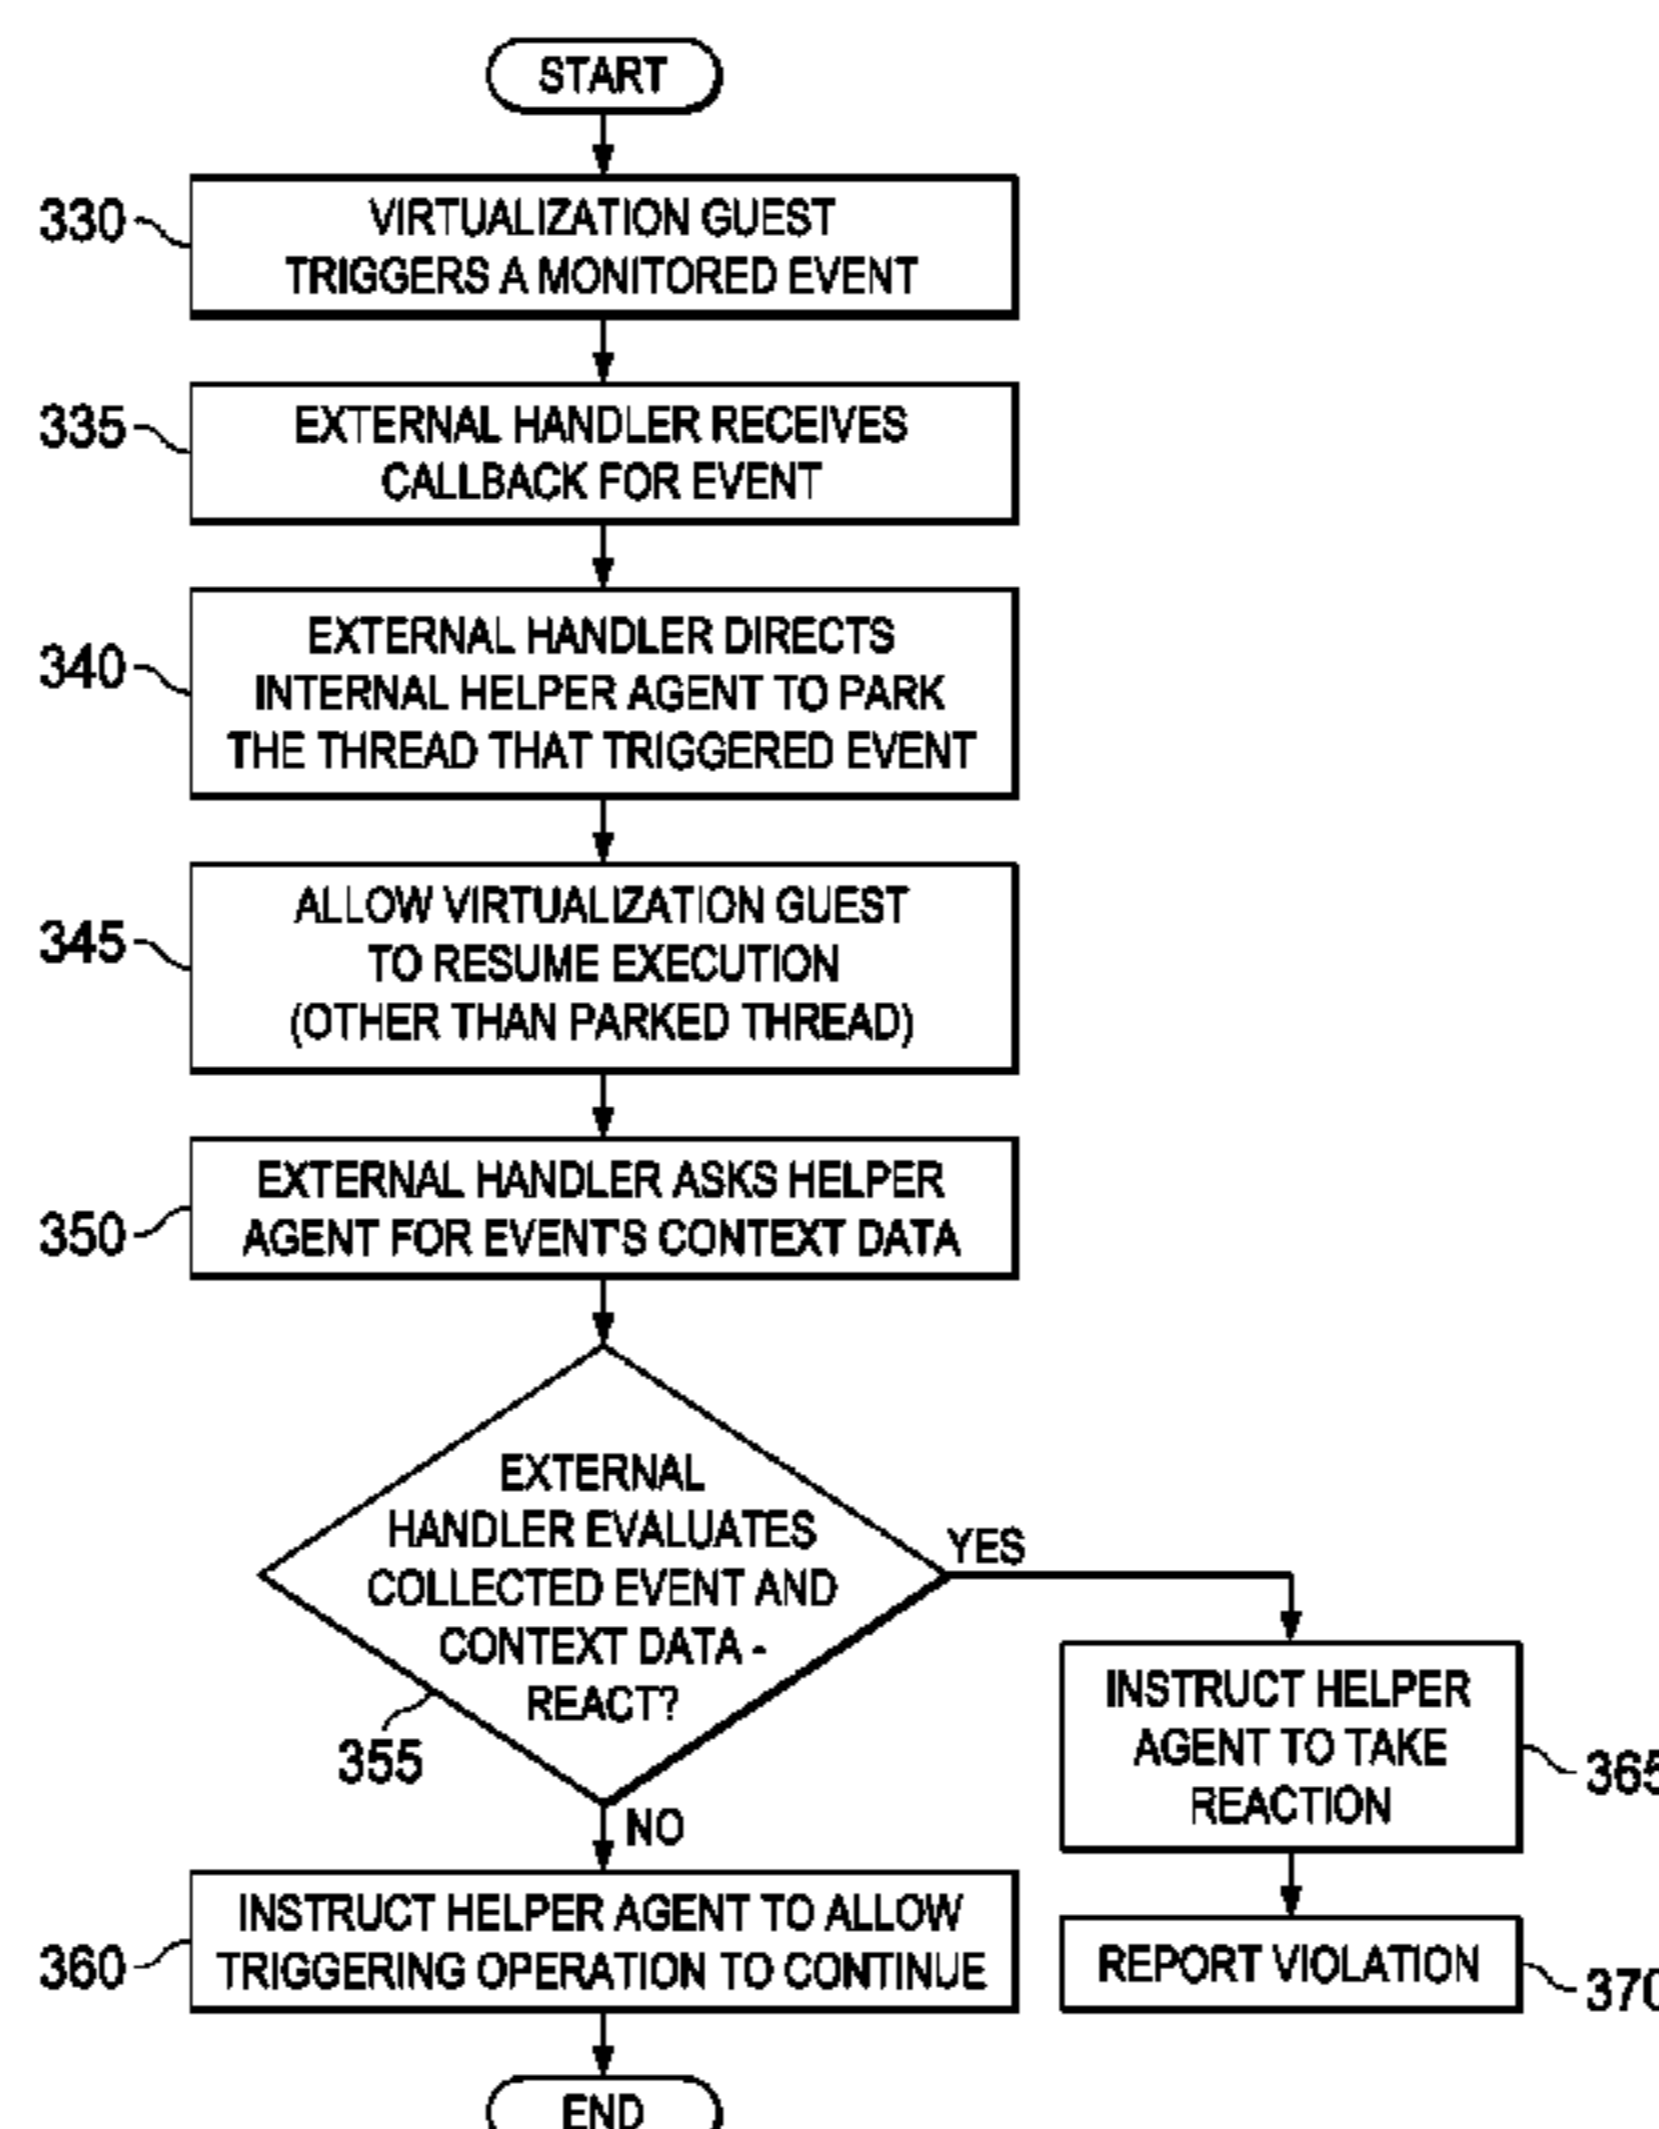 START
330
VIRTUALIZATION GUEST
TRIGGERS A MONITORED EVENT
335
EXTERNAL HANDLER RECEIVES
CALLBACK FOR EVENT
340
EXTERNAL HANDLER DIRECTS
INTERNAL HELPER AGENT TO PARK
THE THREAD THAT TRIGGERED EVENT
345
ALLOW VIRTUALIZATION GUEST
TO RESUME EXECUTION
(OTHER THAN PARKED THREAD)
350
EXTERNAL HANDLER ASKS HELPER
AGENT FOR EVENT'S CONTEXT DATA
EXTERNAL
HANDLER EVALUATES
COLLECTED EVENT AND
CONTEXT DATA -
REACT?
355
YES
NO
INSTRUCT HELPER
AGENT TO TAKE
REACTION
365
360
INSTRUCT HELPER AGENT TO ALLOW
TRIGGERING OPERATION TO CONTINUE
REPORT VIOLATION
370
END